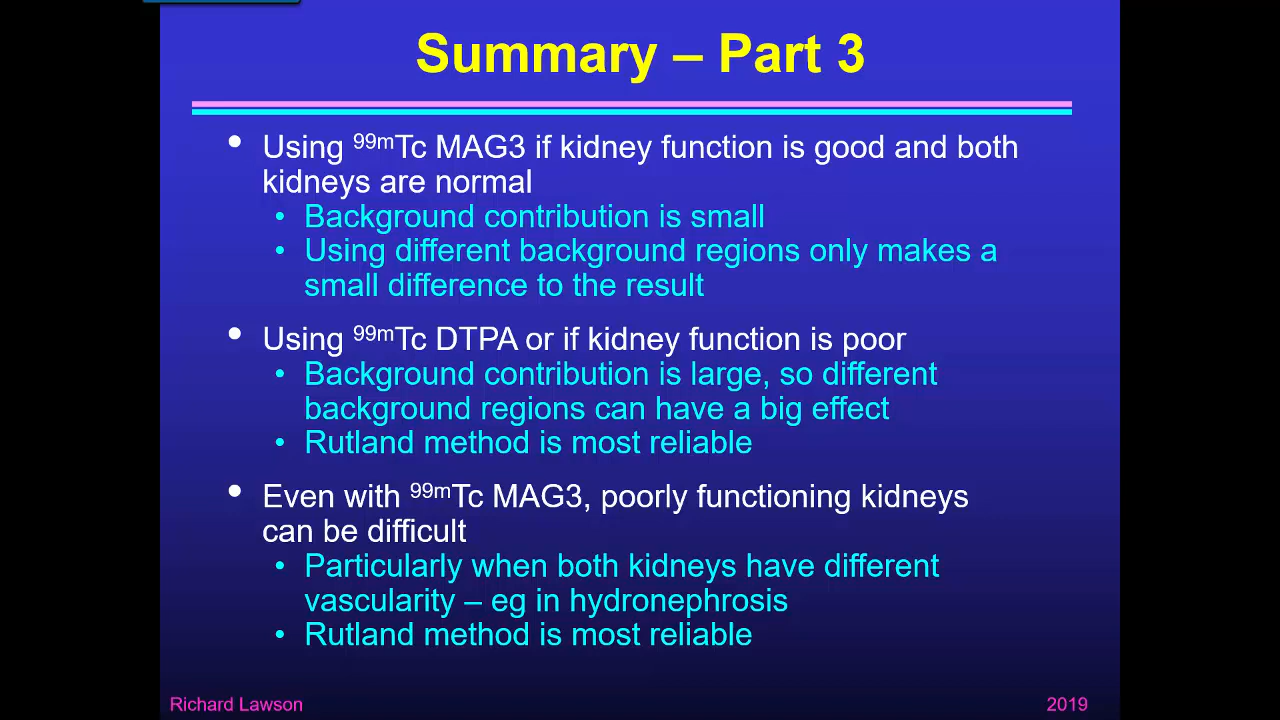 Summary – Part 3
• Using 99mTc MAG3 if kidney function is good and both
kidneys are normal
• Background contribution is small
• Using different background regions only makes a
small difference to the result
• Using 99mTc DTPA or if kidney function is poor
• Background contribution is large, so different
background regions can have a big effect
• Rutland method is most reliable
• Even with 99mTc MAG3, poorly functioning kidneys
can be difficult
• Particularly when both kidneys have different
vascularity – eg in hydronephrosis
• Rutland method is most reliable
Richard Lawson
2019